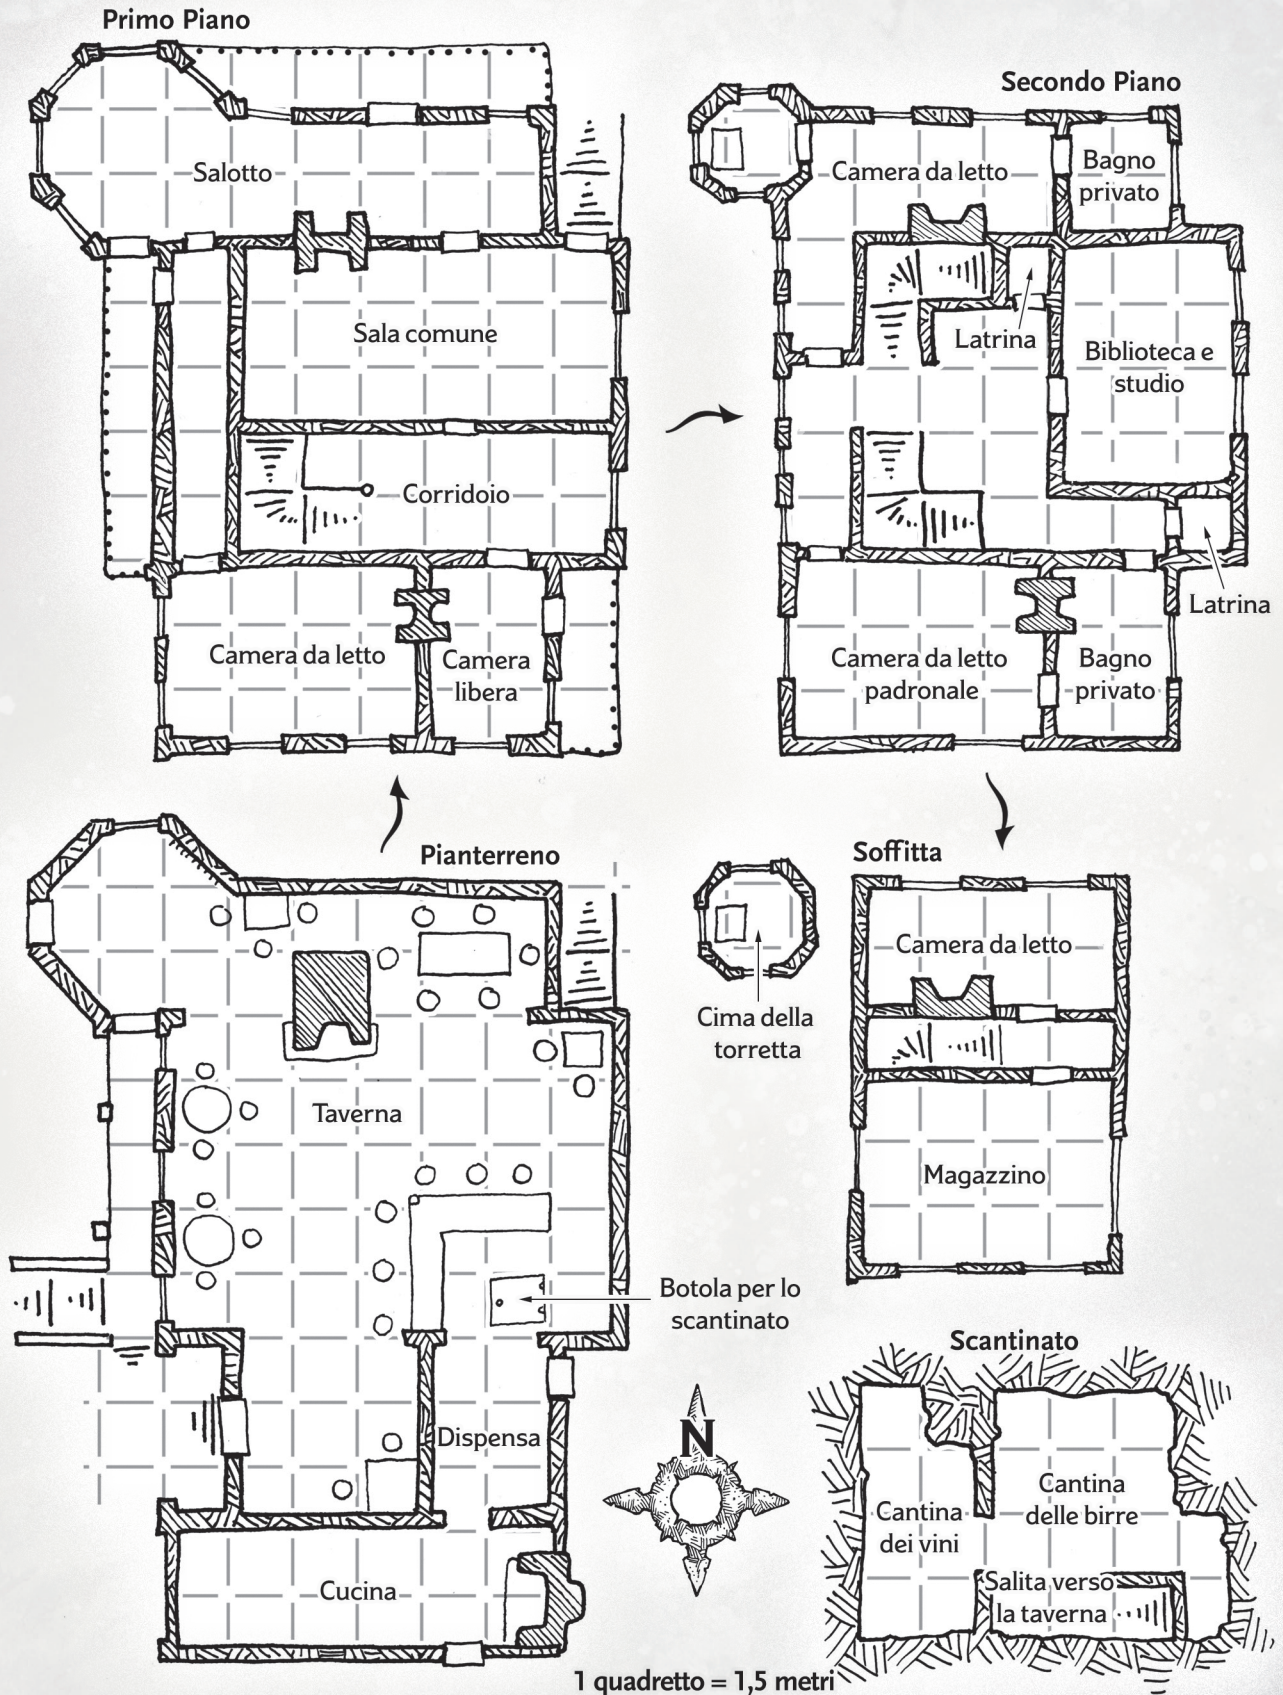 Primo Piano
Salotto
Sala comune
Corridoio
Camera da letto
Camera
libera
Secondo Piano
Camera da letto
Bagno
privato
Latrina
Biblioteca e
studio
Latrina
Camera da letto
padronale
Bagno
privato
Pianterreno
Taverna
Botola per lo
scantinato
Dispensa
Cucina
Soffitta
Camera da letto
Cima della
torretta
Magazzino
N
Scantinato
Cantina
delle birre
Cantina
dei vini
Salita verso
la taverna
1 quadretto = 1,5 metri